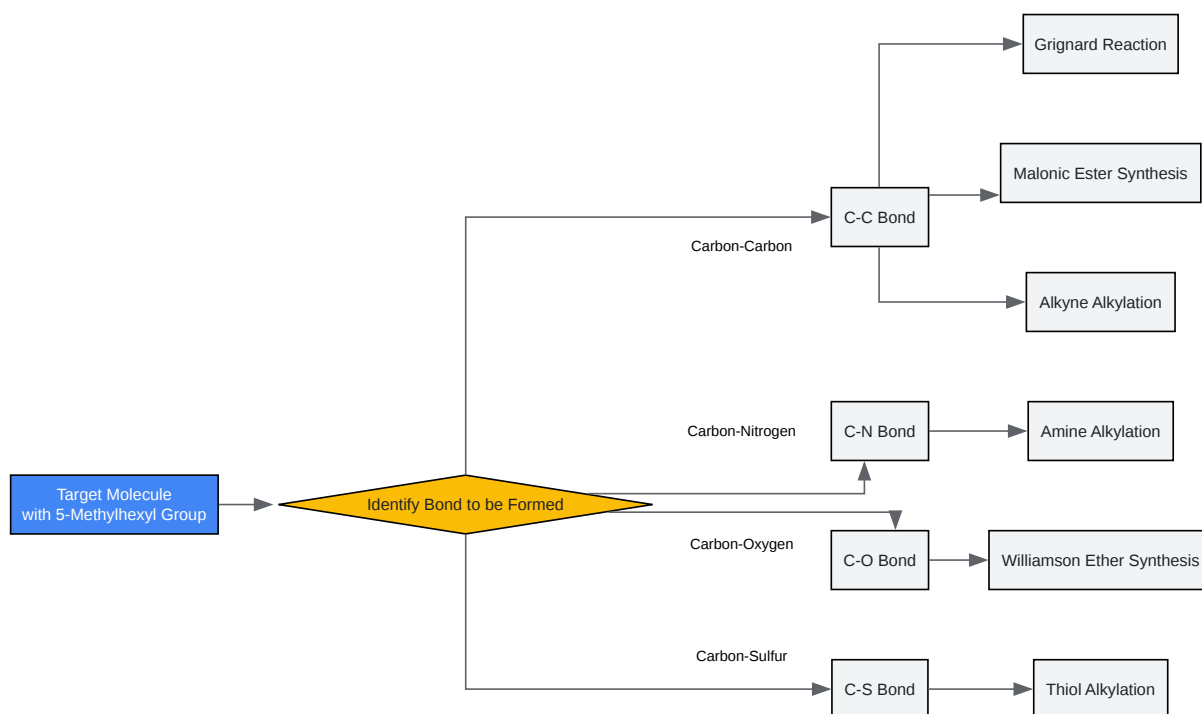 Grignard Reaction
Malonic Ester Synthesis
C-C Bond
Carbon-Carbon
Alkyne Alkylation
Carbon-Nitrogen
C-N Bond
Amine Alkylation
Target Molecule
with 5-Methylhexyl Group
Identify Bond to be Formed
Carbon-Oxygen
C-O Bond
Williamson Ether Synthesis
Carbon-Sulfur
C-S Bond
Thiol Alkylation